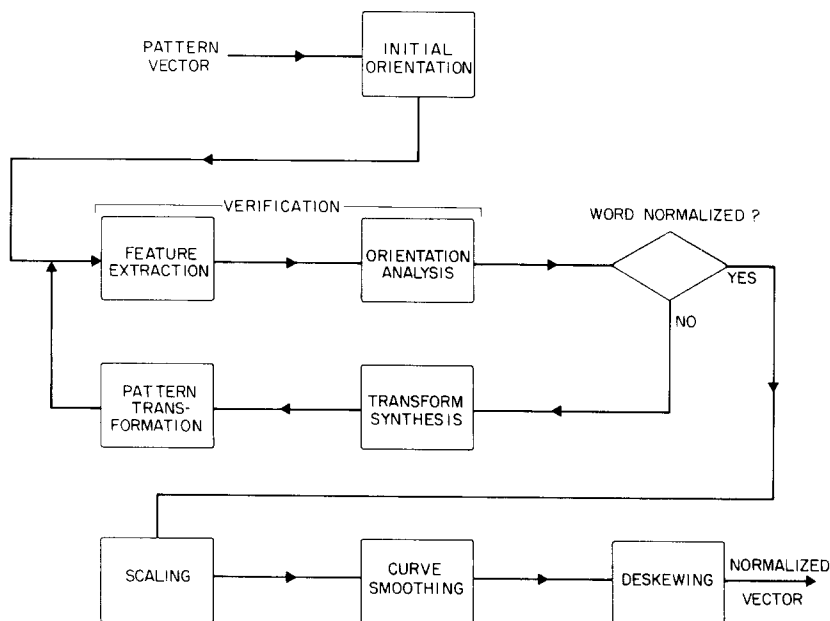 PATTERN
VECTOR
INITIAL
ORIENTATION
VERIFICATION
WORD NORMALIZED ?
FEATURE
EXTRACTION
ORIENTATION
ANALYSIS
YES
NO
PATTERN
TRANS-
FORMATION
TRANSFORM
SYNTHESIS
SCALING
CURVE
SMOOTHING
DESKEWING
NORMALIZED
VECTOR